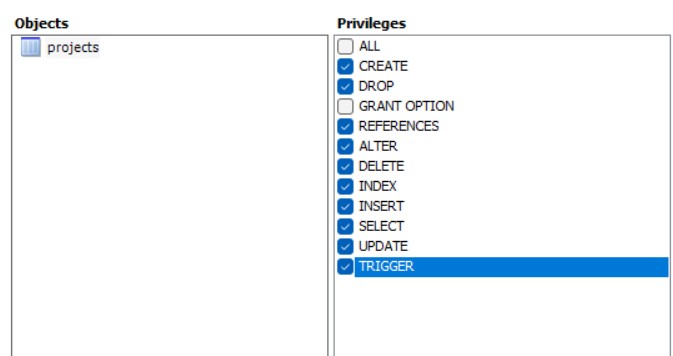 Objects
projects
Privileges
ALL
CREATE
DROP
GRANT OPTION
REFERENCES
ALTER
DELETE
INDEX
INSERT
SELECT
UPDATE
TRIGGER